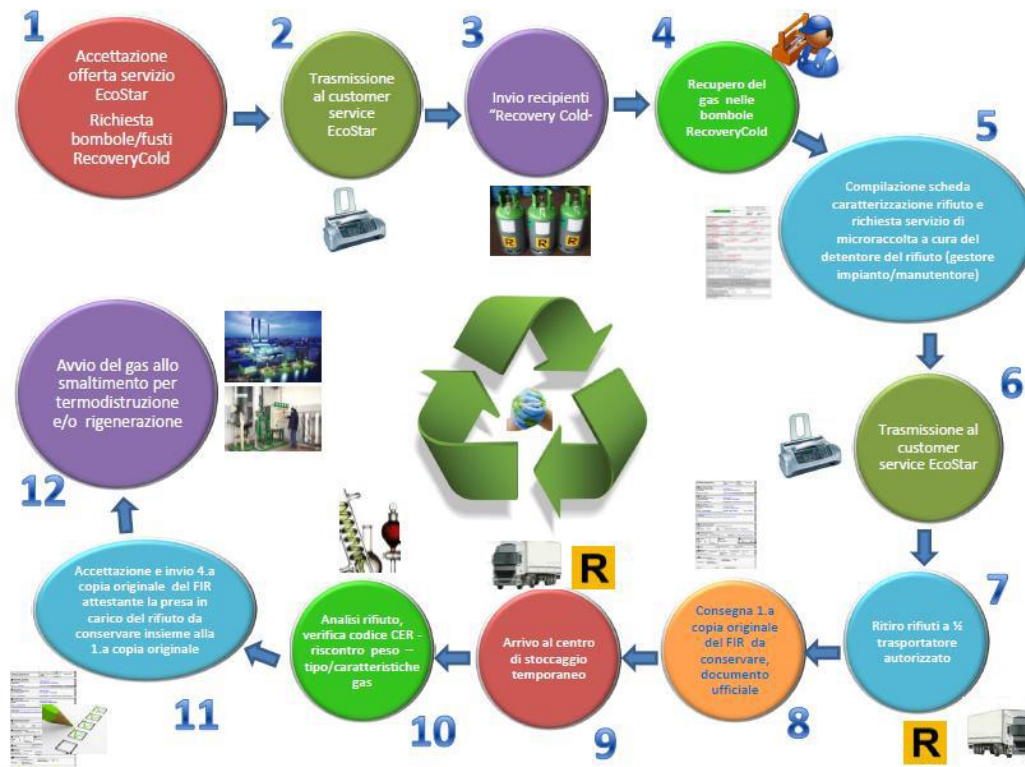 1
Accettazione
offerta servizio
EcoStar
Richiesta
bombole/fusti
RecoveryCold
2
Trasmissione
al customer
service
EcoStar
3
Invio recipienti
“Recovery Cold-
4
Recupero del
gas nelle
bombole
RecoveryCold
5
Compilazione scheda
caratterizzazione rifiuto e
richiesta servizio di
microraccolta a cura del
detentore del rifiuto (gestore
impianto/manutentore)
R R R
6
Trasmissione al
customer
service EcoStar
7
Ritiro rifiuti a ½
trasportatore
autorizzato
R
8
Consegna 1.a
copia originale
del FIR da
conservare,
documento
ufficiale
R
9
Arrivo al centro
di stoccaggio
temporaneo
10
Analisi rifiuto,
verifica codice CER -
riscontro peso –
tipo/caratteristiche
gas
11
Accettazione e invio 4.a
copia originale del FIR
attestante la presa in
carico del rifiuto da
conservare insieme alla
1.a copia originale
12
Avvio del gas allo
smaltimento per
termodistruzione
e/o rigenerazione